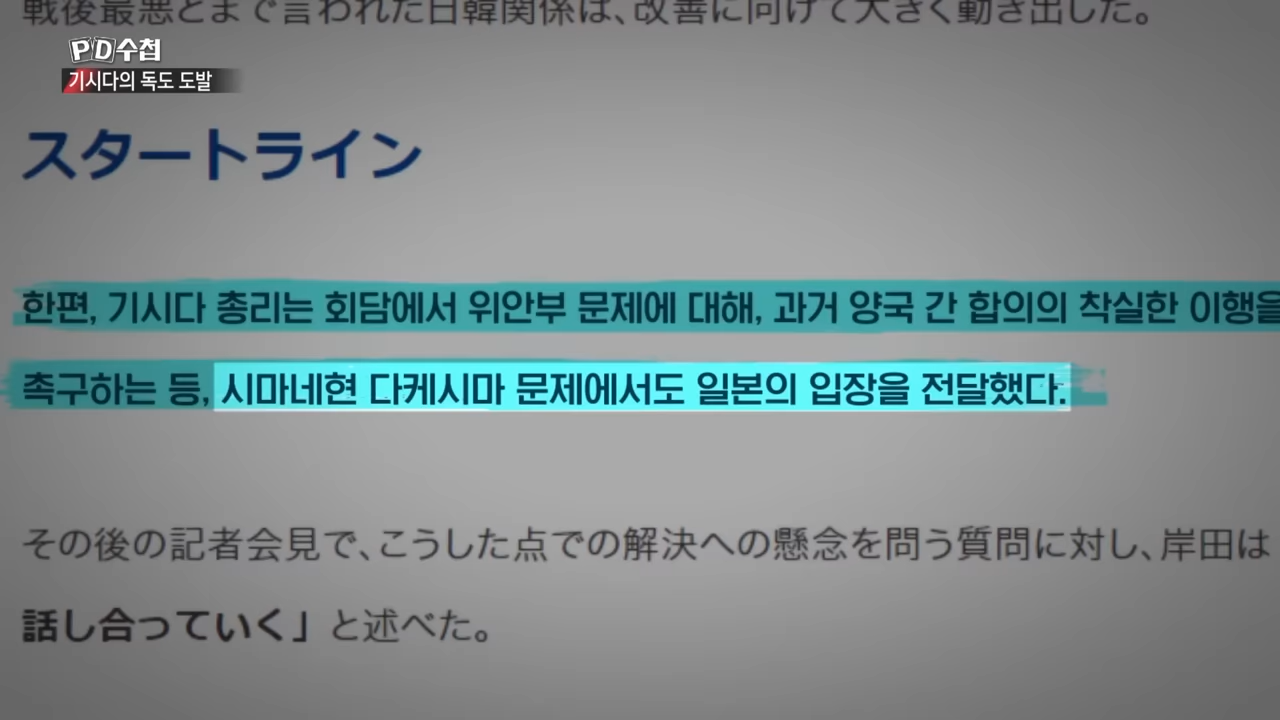 戦後最悪とまで言われた日韓関係は、改善に向けて大きく動き出した。
PD수첩
기시다의 독도 도발
スタートライン
한편, 기시다 총리는 회담에서 위안부 문제에 대해, 과거 양국 간 합의의 착실한 이행을
촉구하는 등, 시마네현 다케시마 문제에서도 일본의 입장을 전달했다.
その後の記者会見で、こうした点での解決への懸念を問う質問に対し、岸田は
話し合っていく」と述べた。